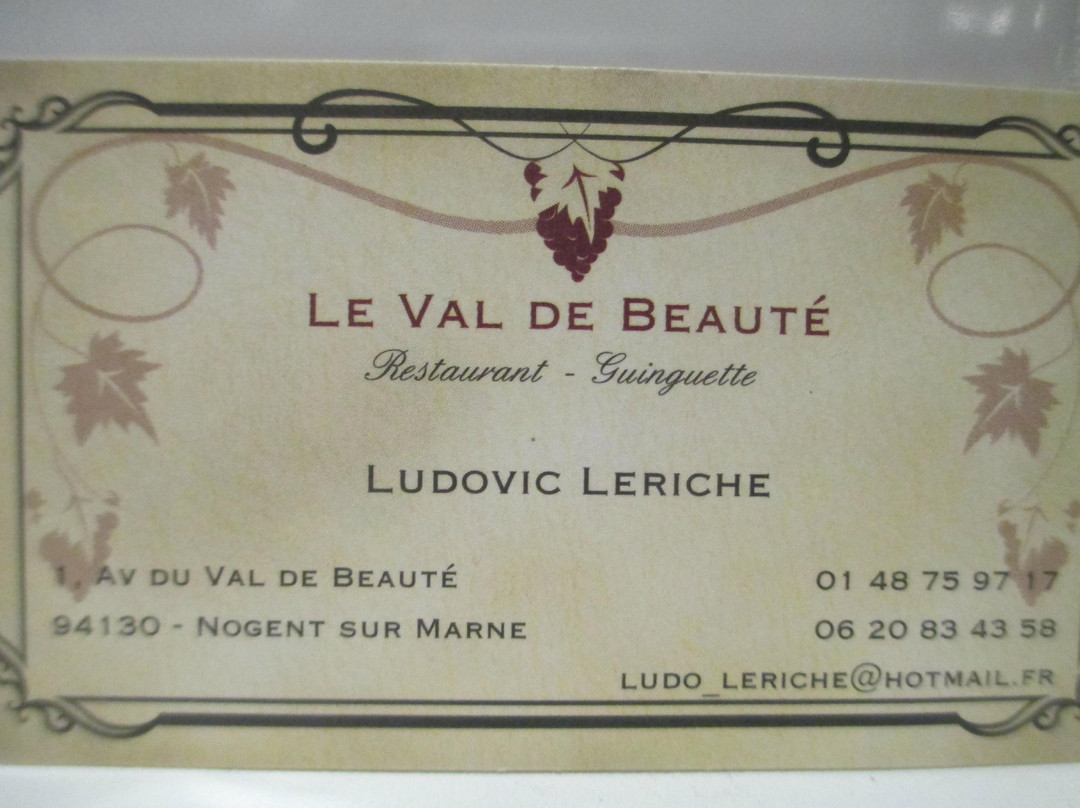 LE VAL DE BEAUTÉ
Restaurant - Guinguette
LUDOVIC LERICHE
1, AV DU VAL DE BEAUTÉ
94130 - NOGENT SUR MARNE
01 48 75 97 17
06 20 83 43 58
LUDO_LERICHE@HOTMAIL.FR